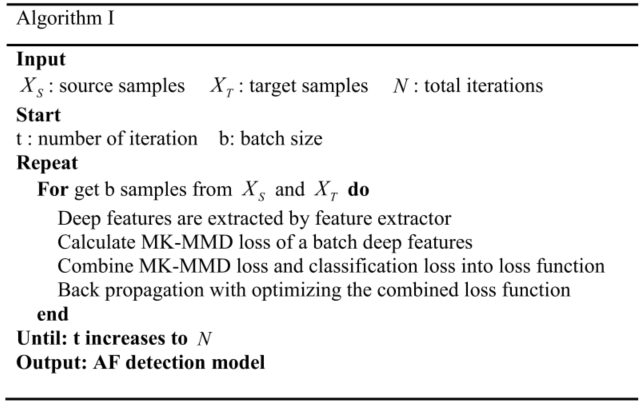 Algorithm I
Input
X_S : source samples X_T : target samples N : total iterations
Start
t : number of iteration b: batch size
Repeat
For get b samples from X_S and X_T do
Deep features are extracted by feature extractor
Calculate MK-MMD loss of a batch deep features
Combine MK-MMD loss and classification loss into loss function
Back propagation with optimizing the combined loss function
end
Until: t increases to N
Output: AF detection model